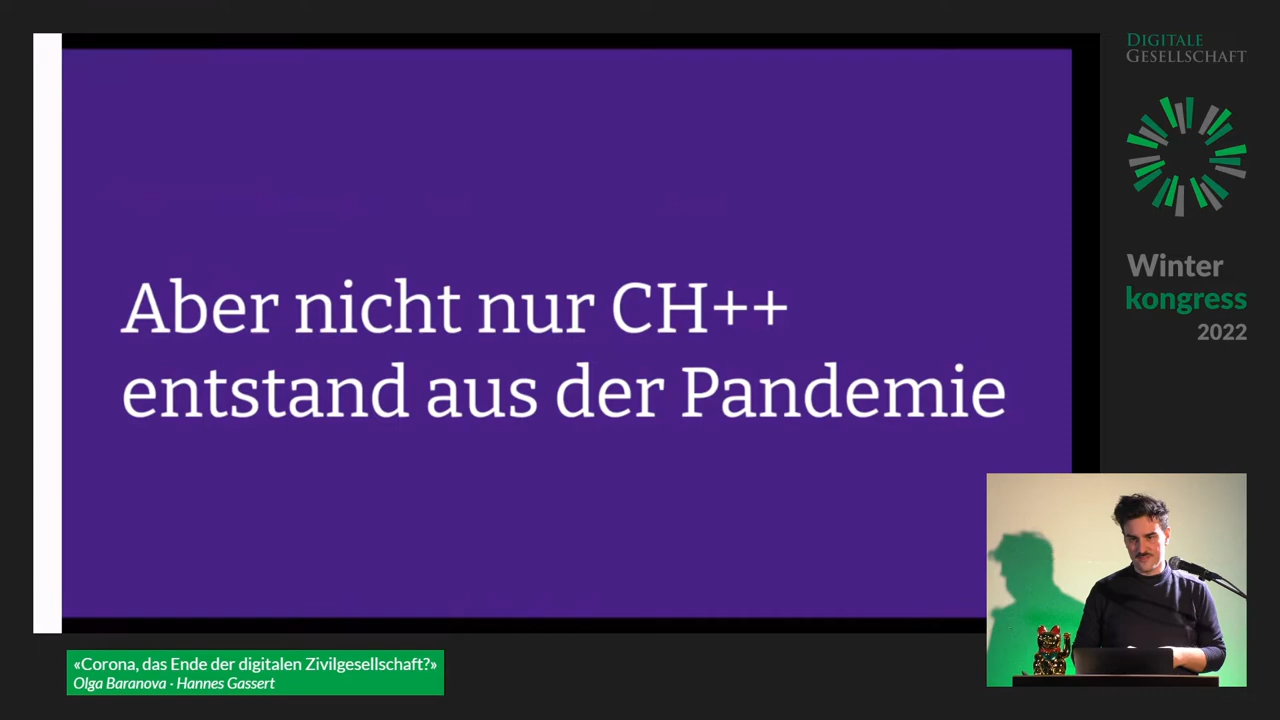 Aber nicht nur CH++
entstand aus der Pandemie
DIGITALE
GESELLSCHAFT
Winter
kongress
2022
«Corona, das Ende der digitalen Zivilgesellschaft?»
Olga Baranova · Hannes Gassert